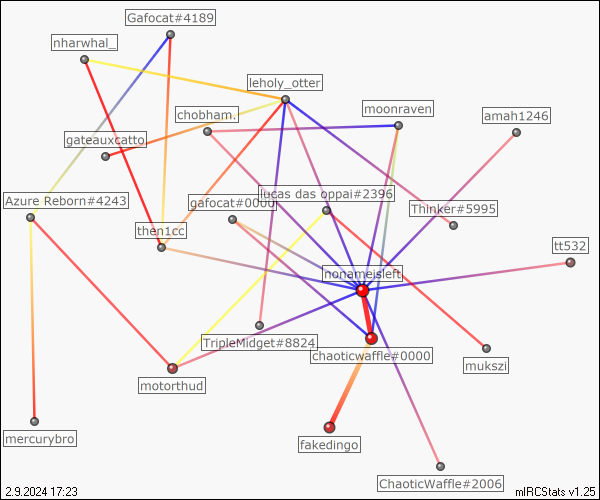 Gafocat#4189
nharwhal_
leholy_otter
chobham.
moonraven
amah1246
gateauxcatto
Azure Reborn#4243
gafocat#0000
lucas das oppai#2396
Thinker#5995
then1cc
tt532
nonameisleft
TripleMidget#8824
chaoticwaffle#0000
mukszi
motorthud
mercurybro
fakedingo
ChaoticWaffle#2006
2.9.2024 17:23
mIRCStats v1.25